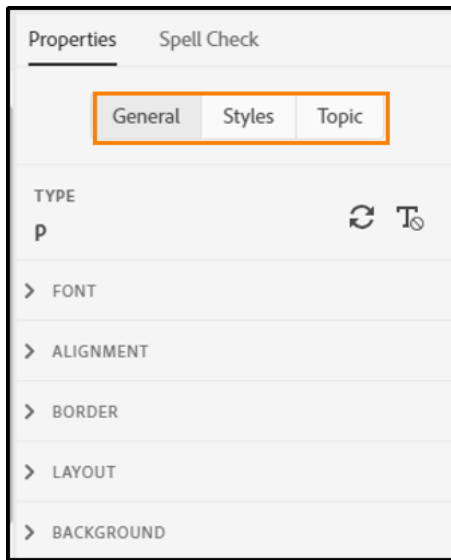 Properties Spell Check
General Styles Topic
TYPE
P
FONT
ALIGNMENT
BORDER
LAYOUT
BACKGROUND